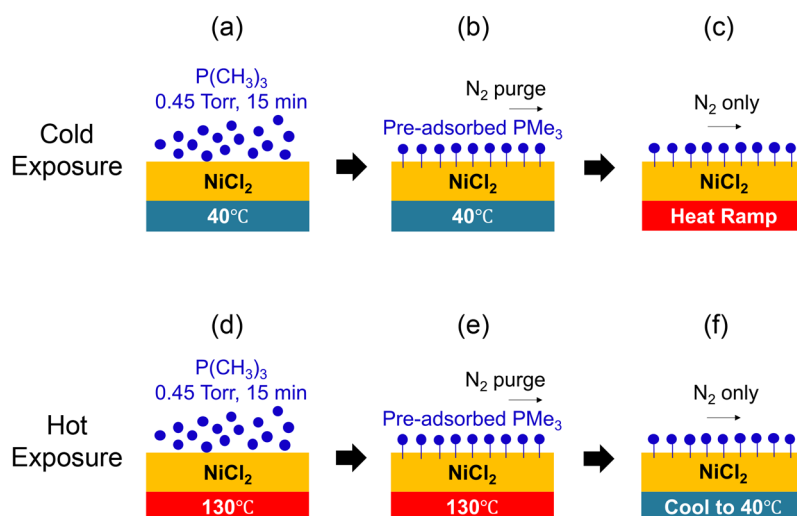 (a)
(b)
(c)
P(CH₃)₃
0.45 Torr, 15 min
N₂ purge
Pre-adsorbed PMe₃
N₂ only
Cold
Exposure
NiCl₂
NiCl₂
NiCl₂
40℃
40℃
Heat Ramp
(d)
(e)
(f)
P(CH₃)₃
0.45 Torr, 15 min
N₂ purge
Pre-adsorbed PMe₃
N₂ only
Hot
Exposure
NiCl₂
NiCl₂
NiCl₂
130℃
130℃
Cool to 40℃